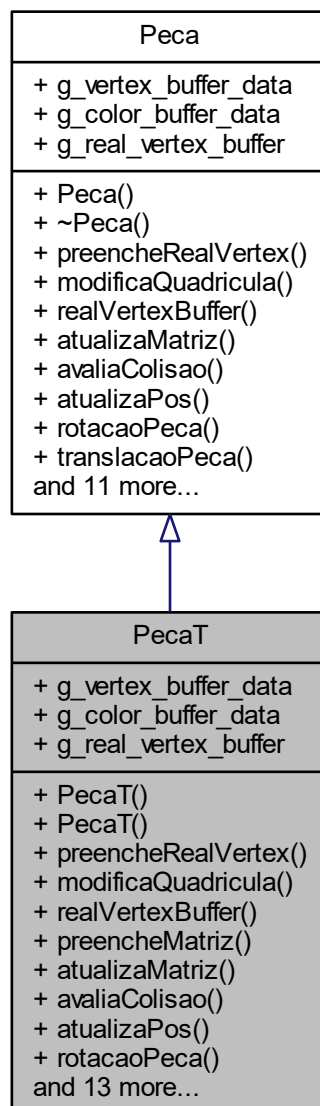 Peca
+ g_vertex_buffer_data
+ g_color_buffer_data
+ g_real_vertex_buffer
+ Peca()
+ ~Peca()
+ preencheRealVertex()
+ modificaQuadricula()
+ realVertexBuffer()
+ atualizaMatriz()
+ avaliaColisao()
+ atualizaPos()
+ rotacaoPeca()
+ translacaoPeca()
and 11 more...
PecaT
+ g_vertex_buffer_data
+ g_color_buffer_data
+ g_real_vertex_buffer
+ PecaT()
+ PecaT()
+ preencheRealVertex()
+ modificaQuadricula()
+ realVertexBuffer()
+ preencheMatriz()
+ atualizaMatriz()
+ avaliaColisao()
+ atualizaPos()
+ rotacaoPeca()
and 13 more...